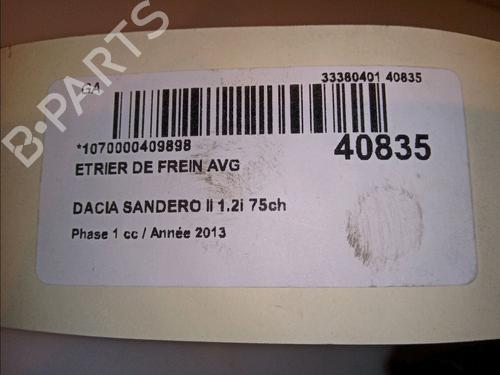 B-PARTS
GA
33380401 40835
*1070000409898
40835
ETRIER DE FREIN AVG
DACIA SANDERO II 1.2i 75ch
Phase 1 cc / Année 2013